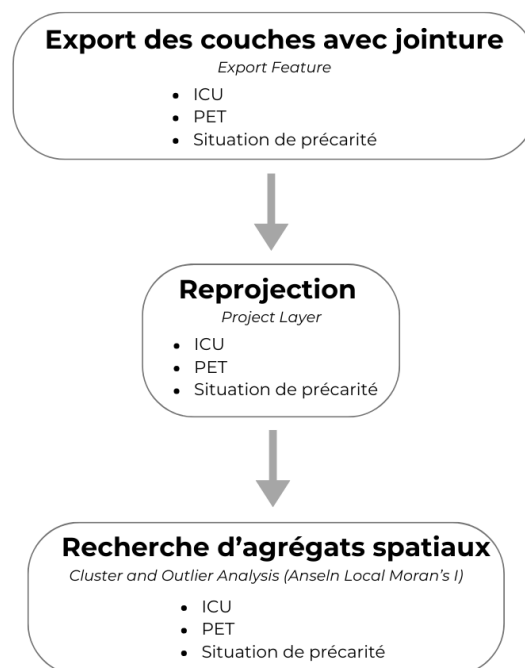 Export des couches avec jointure
Export Feature
• ICU
• PET
• Situation de précarité
Reprojection
Project Layer
• ICU
• PET
• Situation de précarité
Recherche d’agrégats spatiaux
Cluster and Outlier Analysis (Anseln Local Moran’s I)
• ICU
• PET
• Situation de précarité